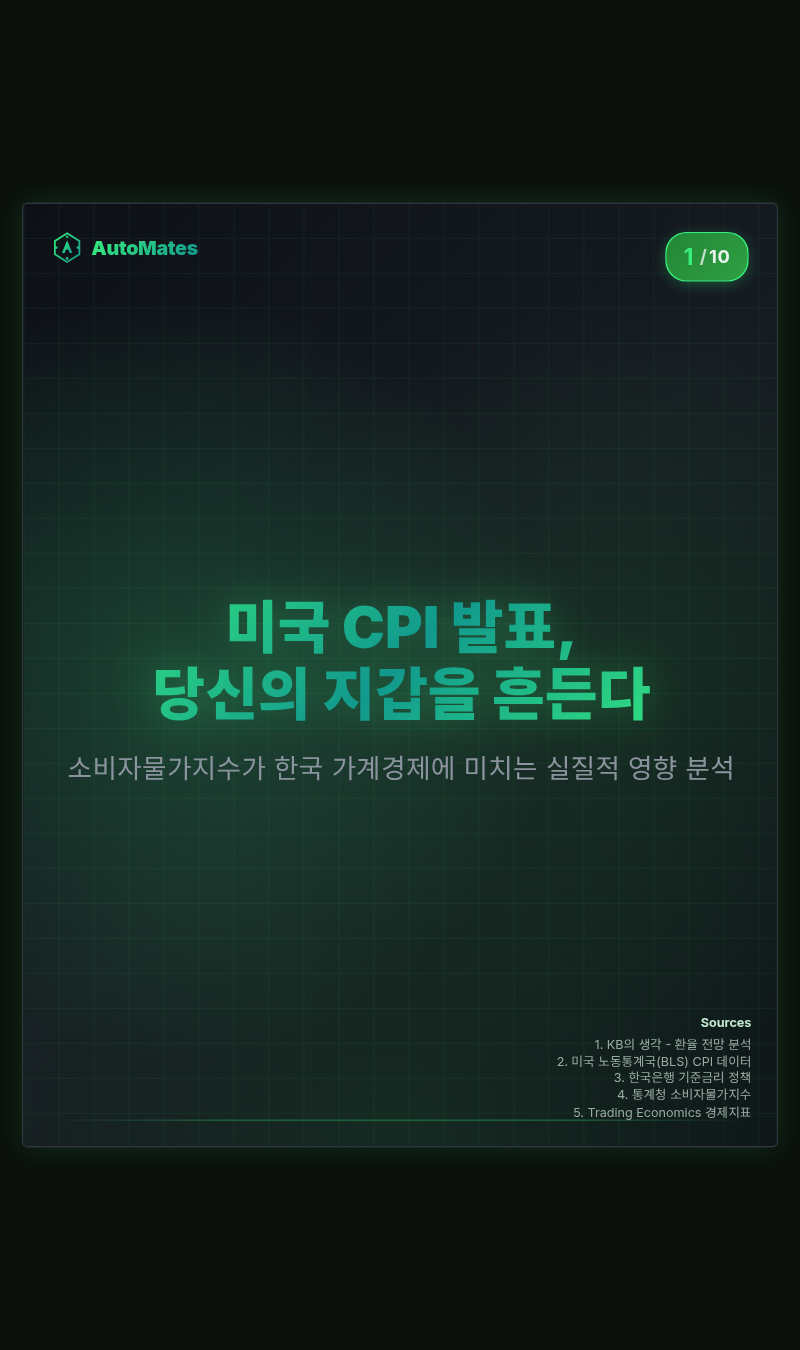 AutoMates
1 / 10
미국 CPI 발표,
당신의 지갑을 흔든다
소비자물가지수가 한국 가계경제에 미치는 실질적 영향 분석
Sources
1. KB의 생각 - 환율 전망 분석
2. 미국 노동통계국(BLS) CPI 데이터
3. 한국은행 기준금리 정책
4. 통계청 소비자물가지수
5. Trading Economics 경제지표